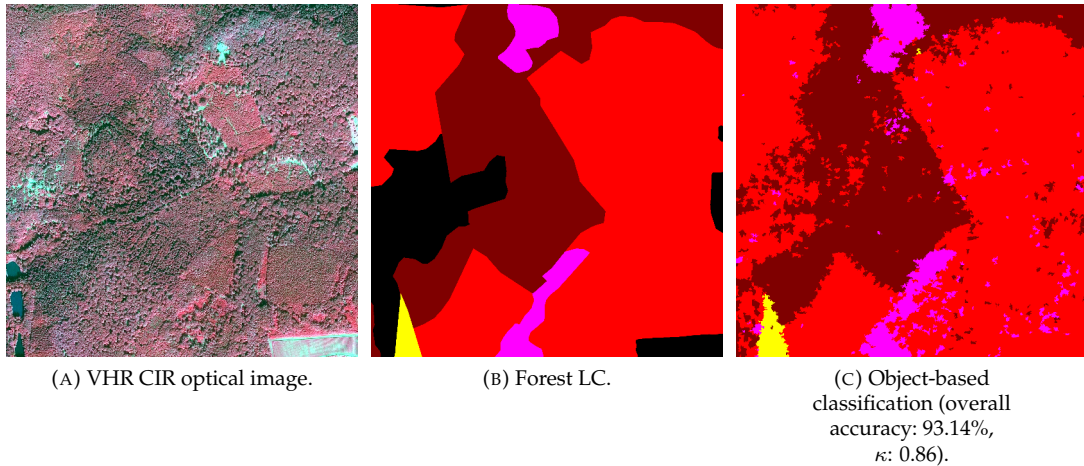 (A) VHR CIR optical image.
(B) Forest LC.
(C) Object-based
classification (overall
accuracy: 93.14%,
κ: 0.86).